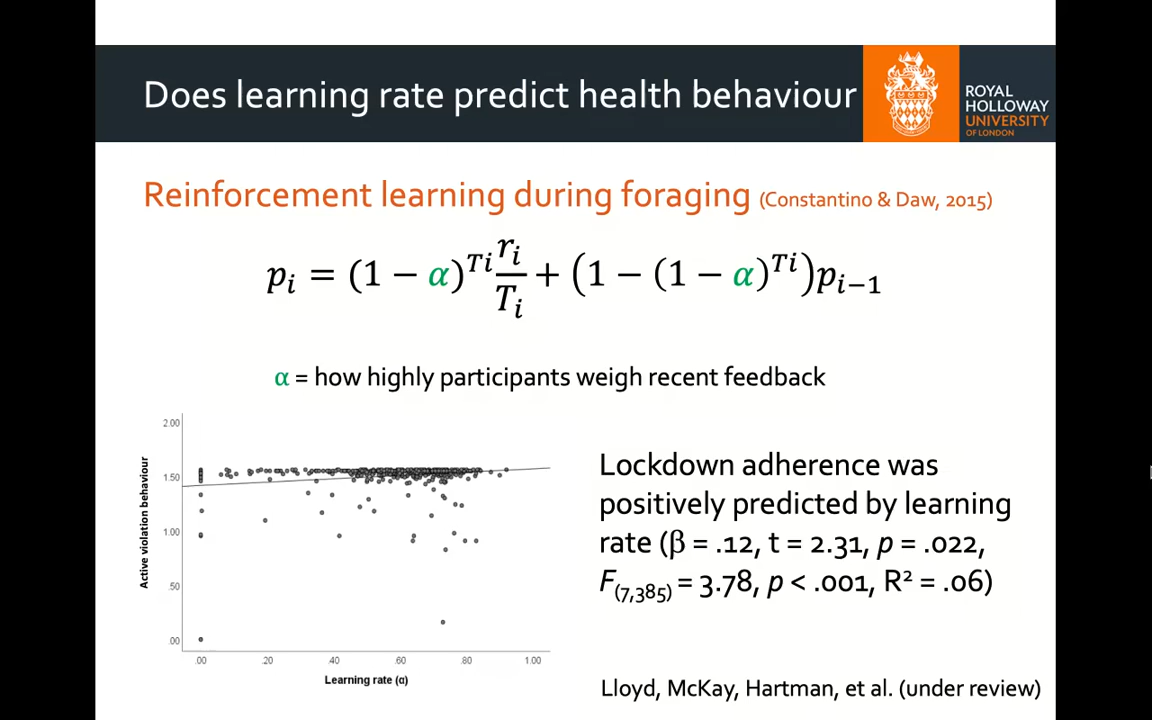 Does learning rate predict health behaviour
ROYAL
HOLLOWAY
UNIVERSITY
OF LONDON
Reinforcement learning during foraging (Constantino & Daw, 2015)
pᵢ = (1 − α)^{Ti} rᵢ/Tᵢ + (1 − (1 − α)^{Ti})pᵢ₋₁
α = how highly participants weigh recent feedback
2.00
1.50
1.00
.50
.00
Active violation behaviour
.00 .20 .40 .60 .80 1.00
Learning rate (α)
Lockdown adherence was
positively predicted by learning
rate (β = .12, t = 2.31, p = .022,
F(7,385) = 3.78, p < .001, R² = .06)
Lloyd, McKay, Hartman, et al. (under review)